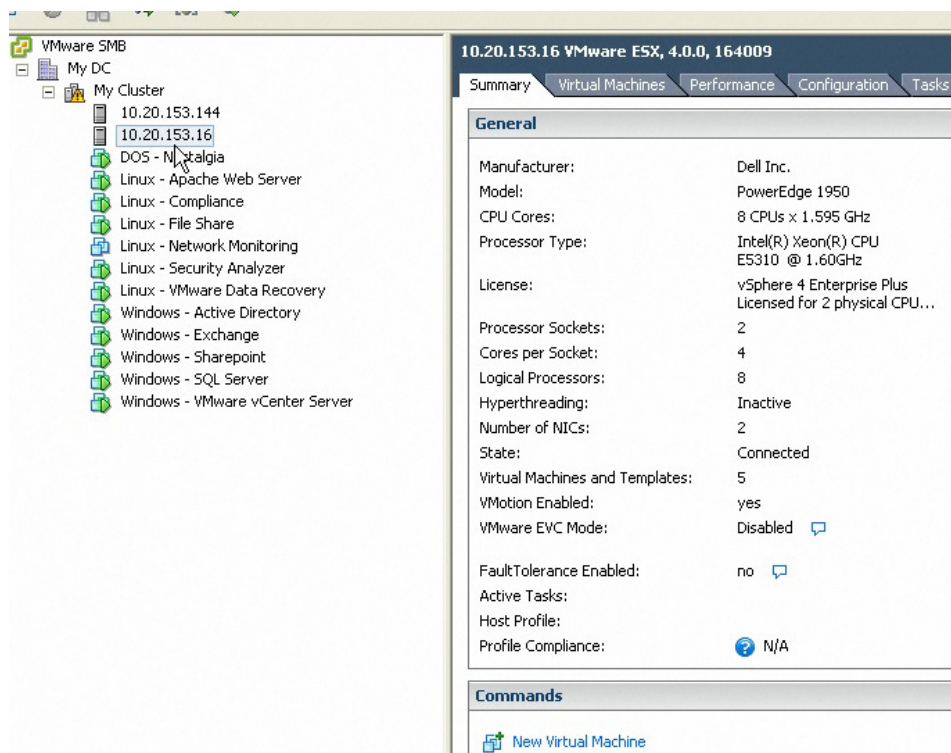 VMware SMB
My DC
My Cluster
10.20.153.144
10.20.153.16
DOS - Nostalgia
Linux - Apache Web Server
Linux - Compliance
Linux - File Share
Linux - Network Monitoring
Linux - Security Analyzer
Linux - VMware Data Recovery
Windows - Active Directory
Windows - Exchange
Windows - Sharepoint
Windows - SQL Server
Windows - VMware vCenter Server
10.20.153.16 VMware ESX, 4.0.0, 164009
Summary Virtual Machines Performance Configuration Tasks
General
Manufacturer: Dell Inc.
Model: PowerEdge 1950
CPU Cores: 8 CPUs x 1.595 GHz
Processor Type: Intel(R) Xeon(R) CPU
E5310 @ 1.60GHz
License: vSphere 4 Enterprise Plus
Licensed for 2 physical CPU...
Processor Sockets: 2
Cores per Socket: 4
Logical Processors: 8
Hyperthreading: Inactive
Number of NICs: 2
State: Connected
Virtual Machines and Templates: 5
VMotion Enabled: yes
VMware EVC Mode: Disabled
FaultTolerance Enabled: no
Active Tasks:
Host Profile:
Profile Compliance: N/A
Commands
New Virtual Machine